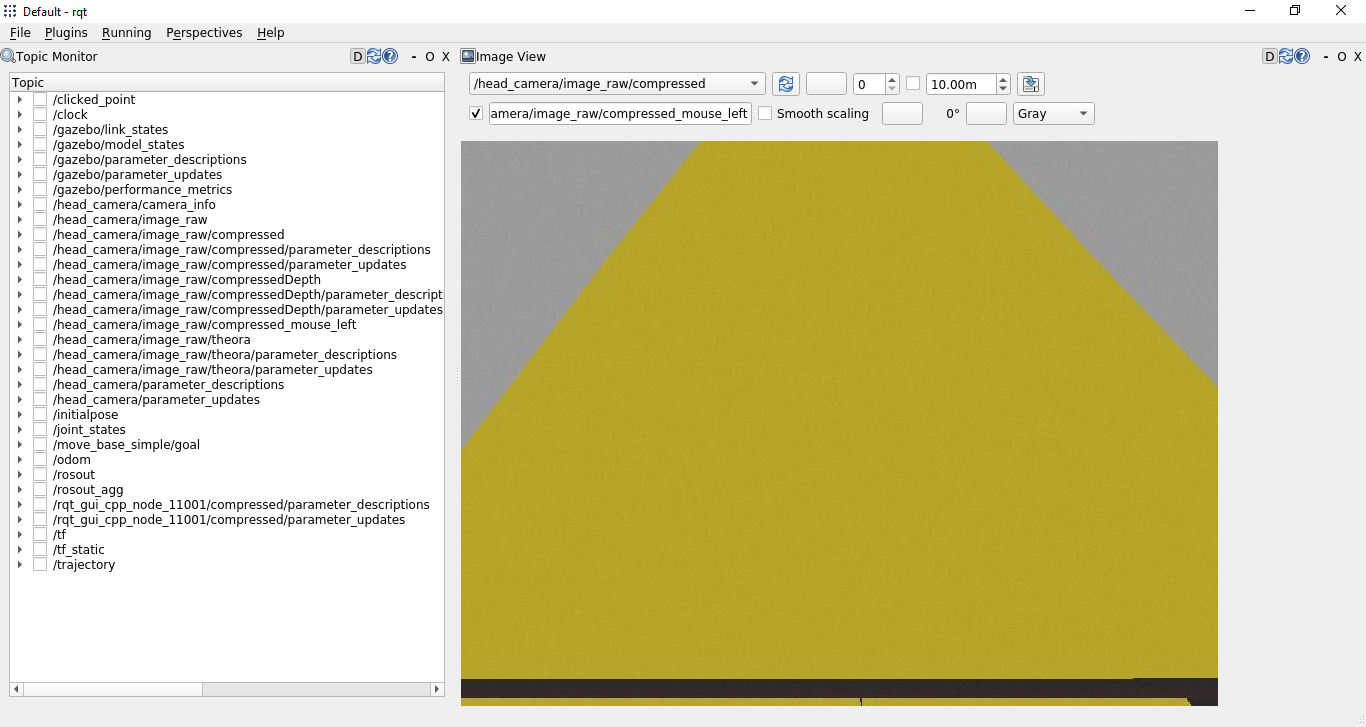 Default - rqt
File Plugins Running Perspectives Help
Topic Monitor D - O X
Image View D - O X
/head_camera/image_raw/compressed 0 10.00m
amera/image_raw/compressed_mouse_left Smooth scaling 0° Gray
Topic
/clicked_point
/clock
/gazebo/link_states
/gazebo/model_states
/gazebo/parameter_descriptions
/gazebo/parameter_updates
/gazebo/performance_metrics
/head_camera/camera_info
/head_camera/image_raw
/head_camera/image_raw/compressed
/head_camera/image_raw/compressed/parameter_descriptions
/head_camera/image_raw/compressed/parameter_updates
/head_camera/image_raw/compressedDepth
/head_camera/image_raw/compressedDepth/parameter_descript
/head_camera/image_raw/compressedDepth/parameter_updates
/head_camera/image_raw/compressed_mouse_left
/head_camera/image_raw/theora
/head_camera/image_raw/theora/parameter_descriptions
/head_camera/image_raw/theora/parameter_updates
/head_camera/parameter_descriptions
/head_camera/parameter_updates
/initialpose
/joint_states
/move_base_simple/goal
/odom
/rosout
/rosout_agg
/rqt_gui_cpp_node_11001/compressed/parameter_descriptions
/rqt_gui_cpp_node_11001/compressed/parameter_updates
/tf
/tf_static
/trajectory